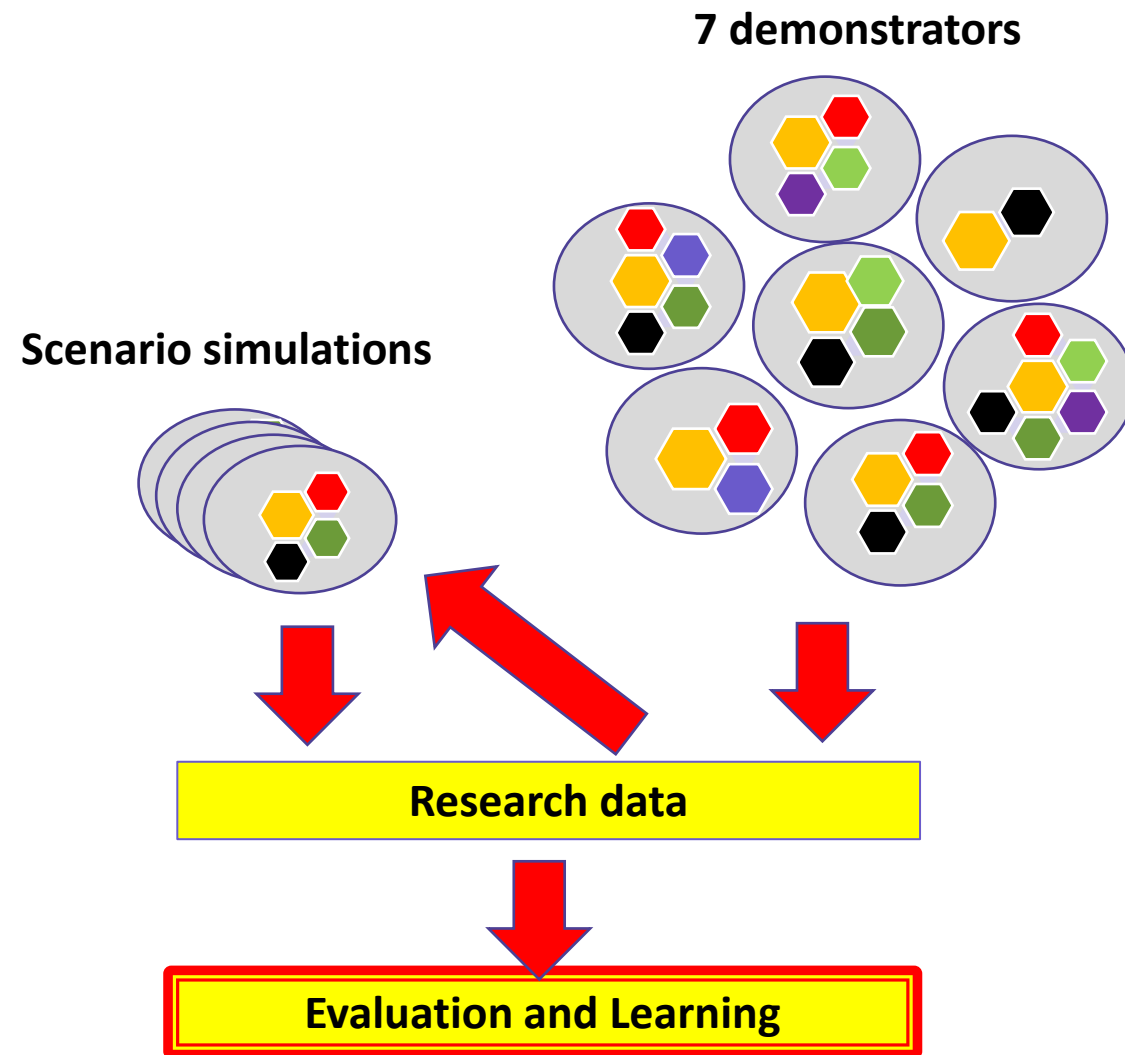 7 demonstrators
Scenario simulations
Research data
Evaluation and Learning